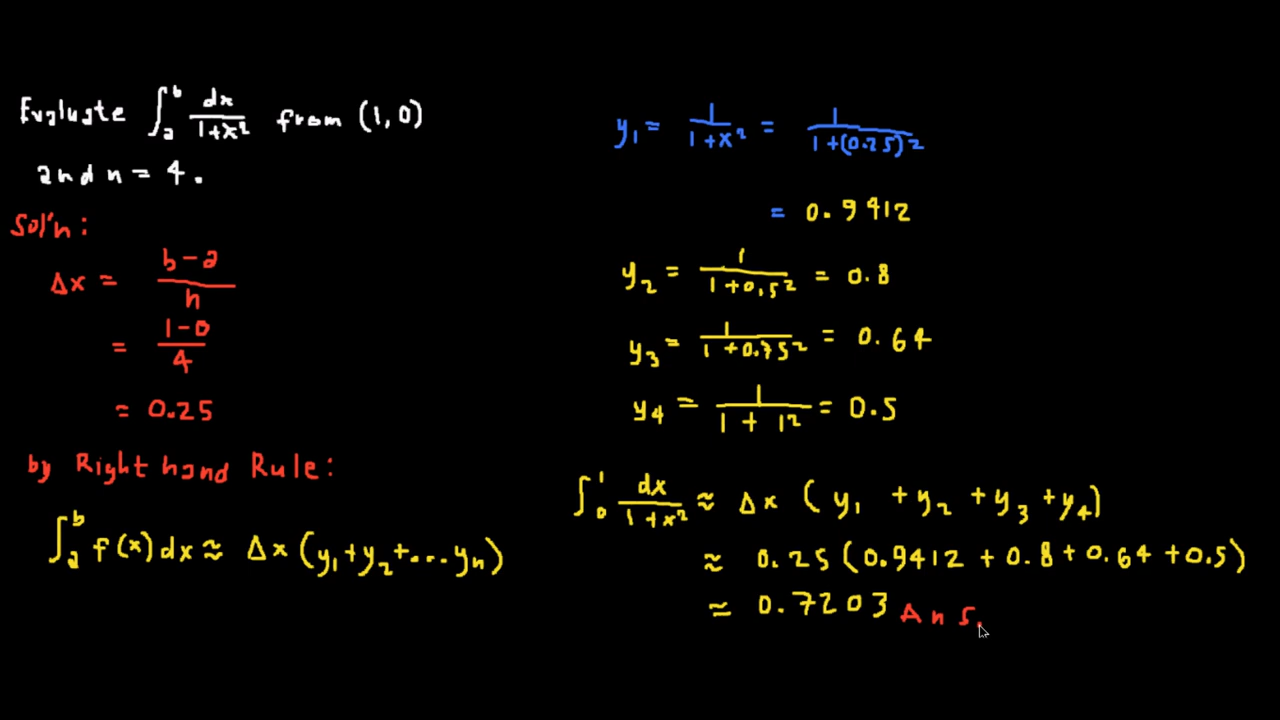 Evaluate ∫_a^b dx/(1+x²) from (1,0)
and n = 4.
Sol'n:
Δx = (b-a)/n
= (1-0)/4
= 0.25
by Right hand Rule:
∫_a^b f(x)dx ≈ Δx (y₁+y₂+...yₙ)
y₁ = 1/(1+x²) = 1/(1+(0.25)²)
= 0.9412
y₂ = 1/(1+0.5²) = 0.8
y₃ = 1/(1+0.75²) = 0.64
y₄ = 1/(1+1²) = 0.5
∫_0^1 dx/(1+x²) ≈ Δx (y₁ +y₂ +y₃ +y₄)
≈ 0.25(0.9412 + 0.8 + 0.64 + 0.5)
≈ 0.7203 Ans.